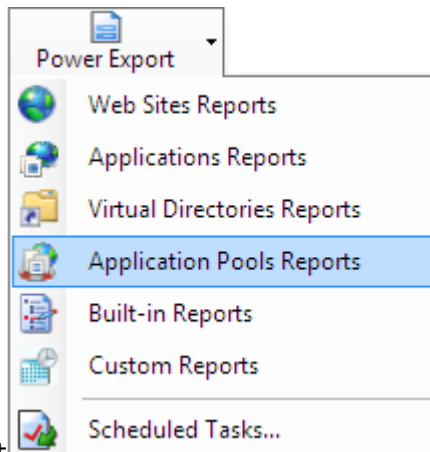 Power Export
Web Sites Reports
Applications Reports
Virtual Directories Reports
Application Pools Reports
Built-in Reports
Custom Reports
Scheduled Tasks...